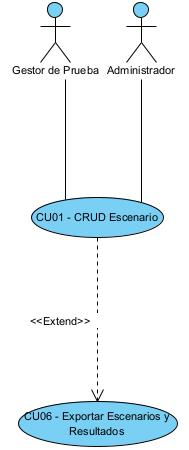 Gestor de Prueba
Administrador
CU01 - CRUD Escenario
<<Extend>>
CU06 - Exportar Escenarios y
Resultados